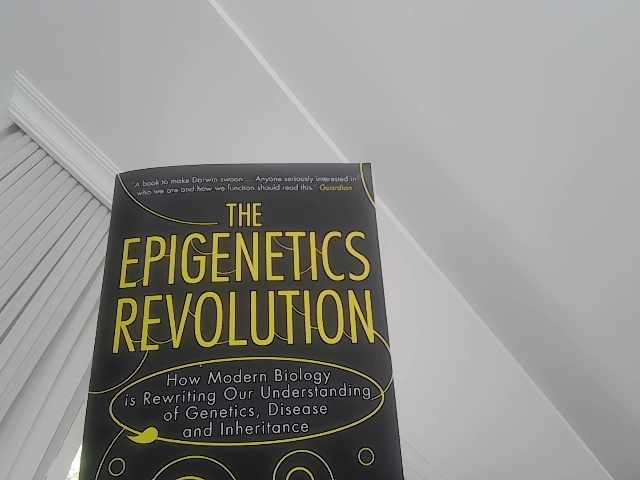 'A book to make Darwin swoon ... Anyone seriously interested in
who we are and how we function should read this.' Guardian
THE
EPIGENETICS
REVOLUTION
How Modern Biology
is Rewriting Our Understanding
of Genetics, Disease
and Inheritance